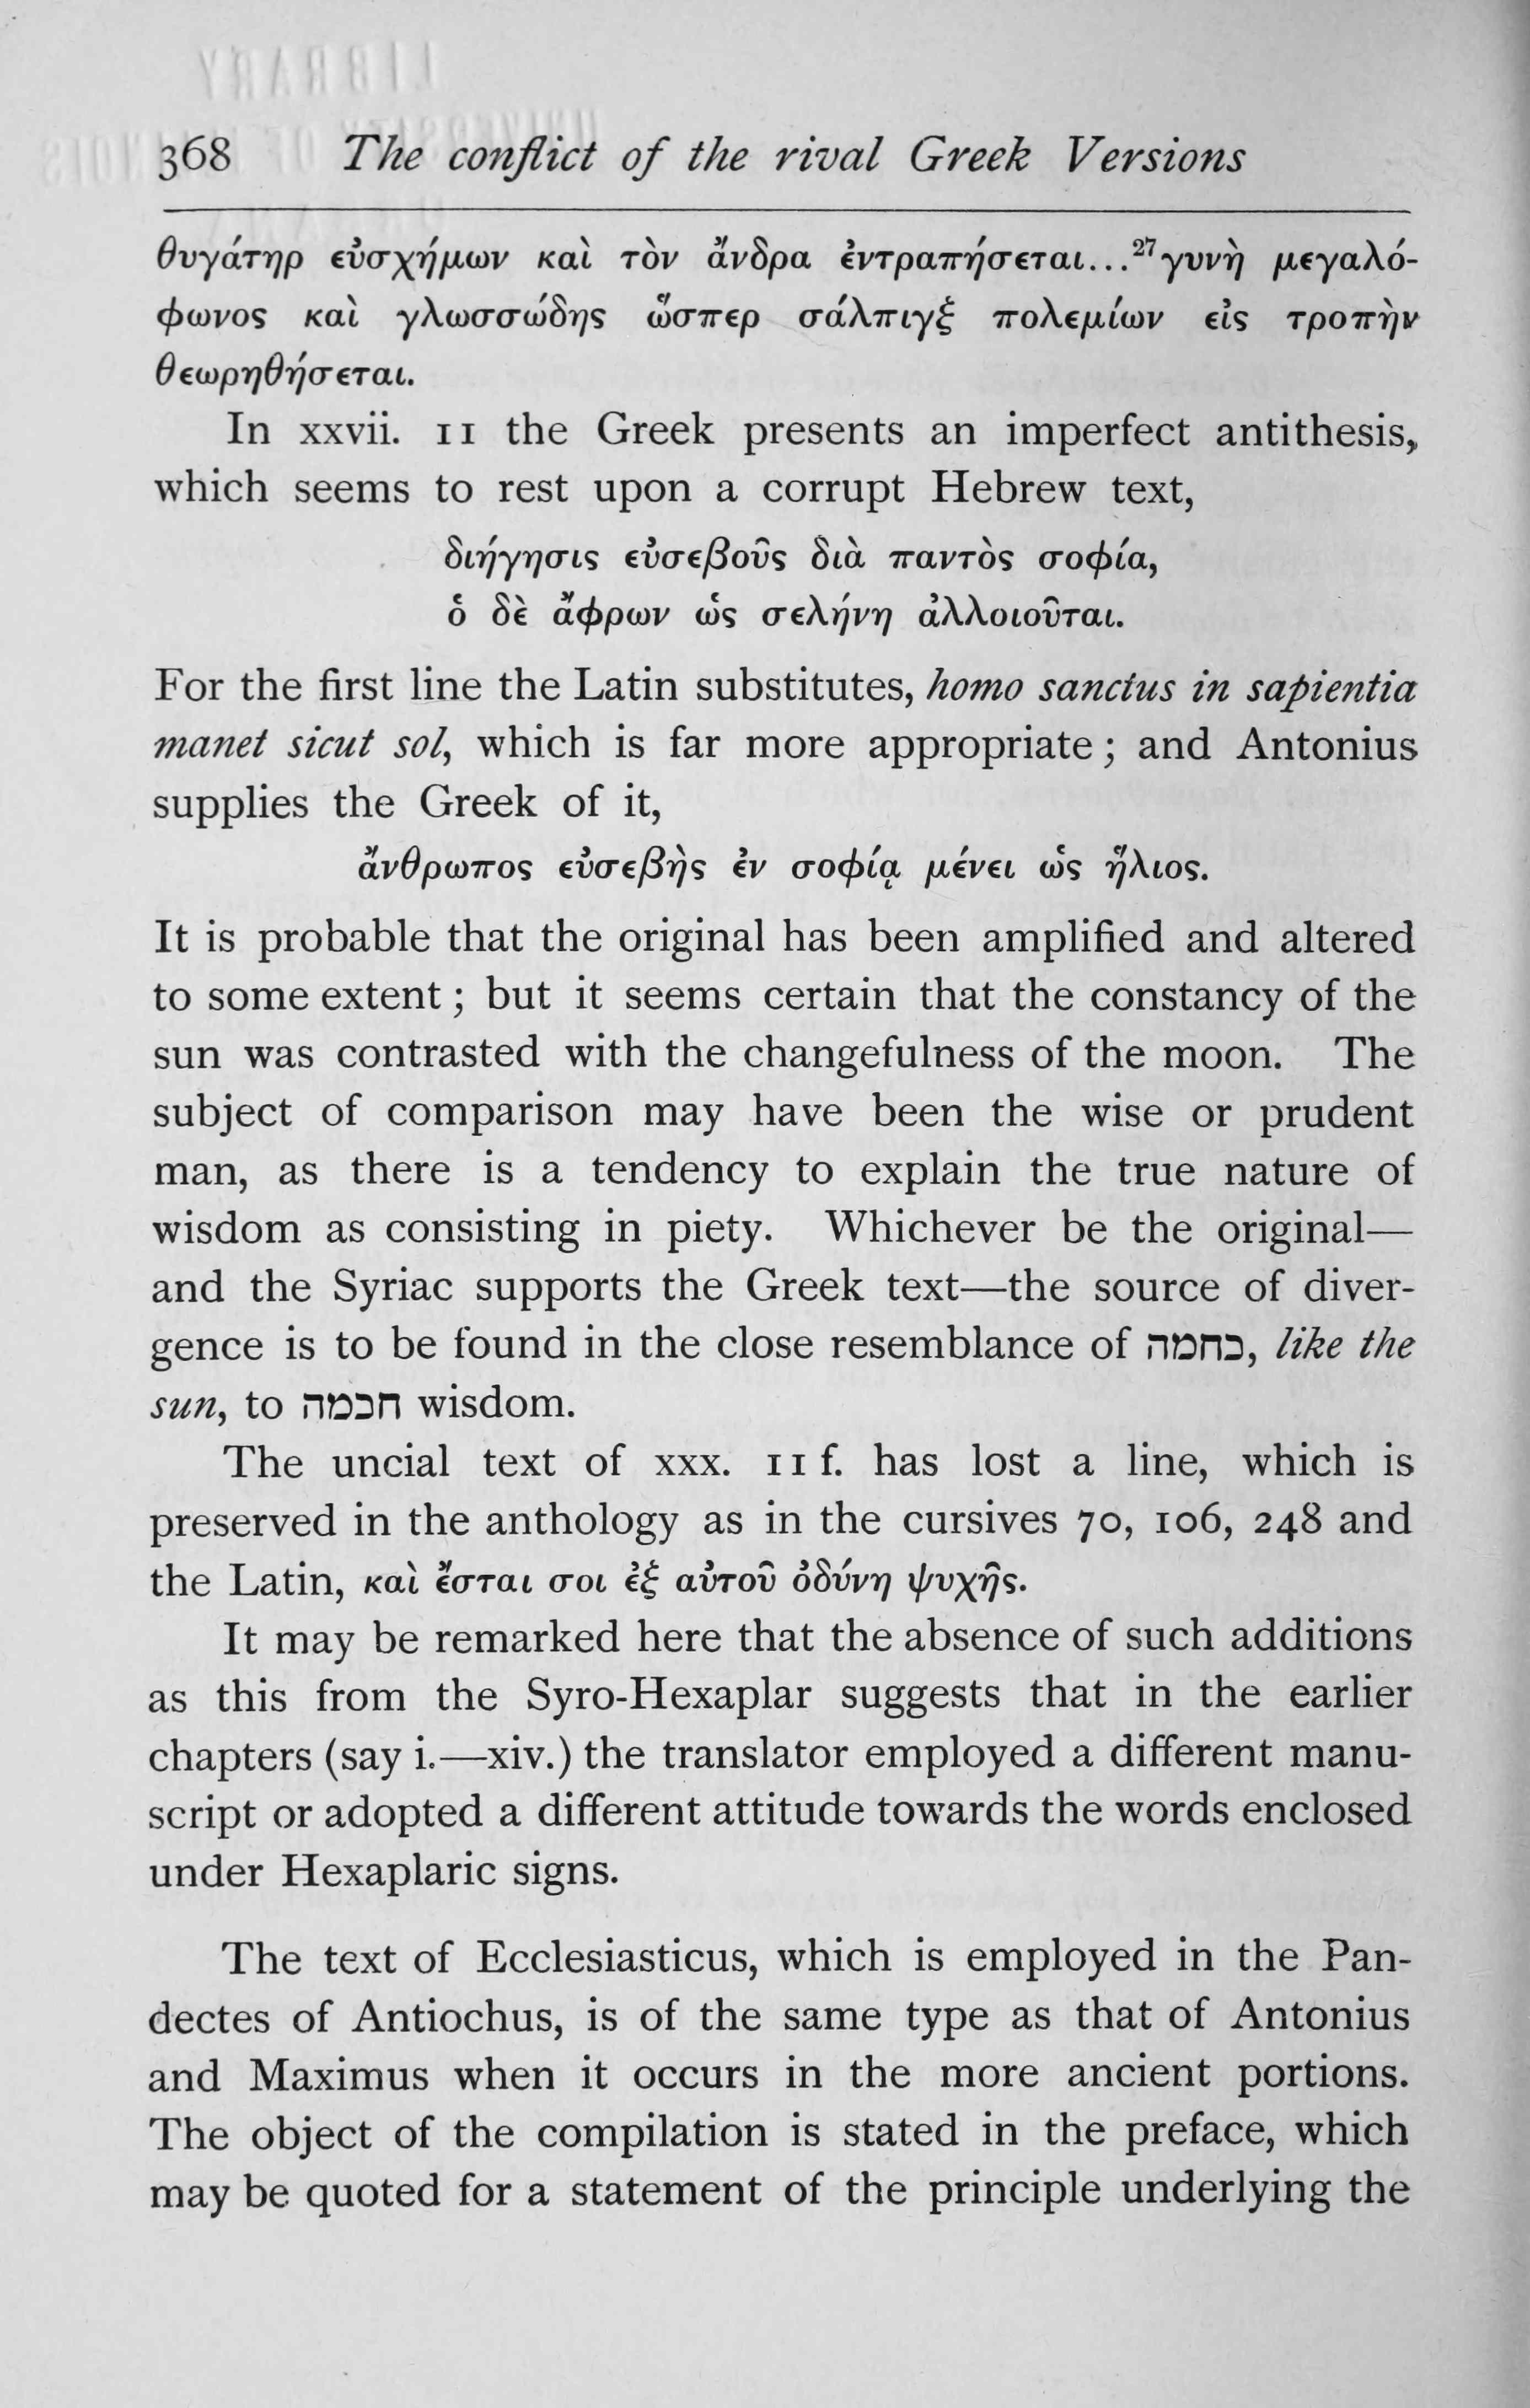 368 The conflict of the rival Greek Versions
θυγάτηρ εὐσχήμων καὶ τὸν ἄνδρα ἐντραπήσεται...²⁷γυνὴ μεγαλό-
φωνος καὶ γλωσσώδης ὥσπερ σάλπιγξ πολεμίων εἰς τροπὴν
θεωρηθήσεται.
In xxvii. 11 the Greek presents an imperfect antithesis,
which seems to rest upon a corrupt Hebrew text,
διήγησις εὐσεβοῦς διὰ παντὸς σοφία,
ὁ δὲ ἄφρων ὡς σελήνη ἀλλοιοῦται.
For the first line the Latin substitutes, homo sanctus in sapientia
manet sicut sol, which is far more appropriate; and Antonius
supplies the Greek of it,
ἄνθρωπος εὐσεβὴς ἐν σοφίᾳ μένει ὡς ἥλιος.
It is probable that the original has been amplified and altered
to some extent; but it seems certain that the constancy of the
sun was contrasted with the changefulness of the moon. The
subject of comparison may have been the wise or prudent
man, as there is a tendency to explain the true nature of
wisdom as consisting in piety. Whichever be the original—
and the Syriac supports the Greek text—the source of diver-
gence is to be found in the close resemblance of כחמה, like the
sun, to חכמה wisdom.
The uncial text of xxx. 11 f. has lost a line, which is
preserved in the anthology as in the cursives 70, 106, 248 and
the Latin, καὶ ἔσται σοι ἐξ αὐτοῦ ὀδύνη ψυχῆς.
It may be remarked here that the absence of such additions
as this from the Syro-Hexaplar suggests that in the earlier
chapters (say i.—xiv.) the translator employed a different manu-
script or adopted a different attitude towards the words enclosed
under Hexaplaric signs.
The text of Ecclesiasticus, which is employed in the Pan-
dectes of Antiochus, is of the same type as that of Antonius
and Maximus when it occurs in the more ancient portions.
The object of the compilation is stated in the preface, which
may be quoted for a statement of the principle underlying the